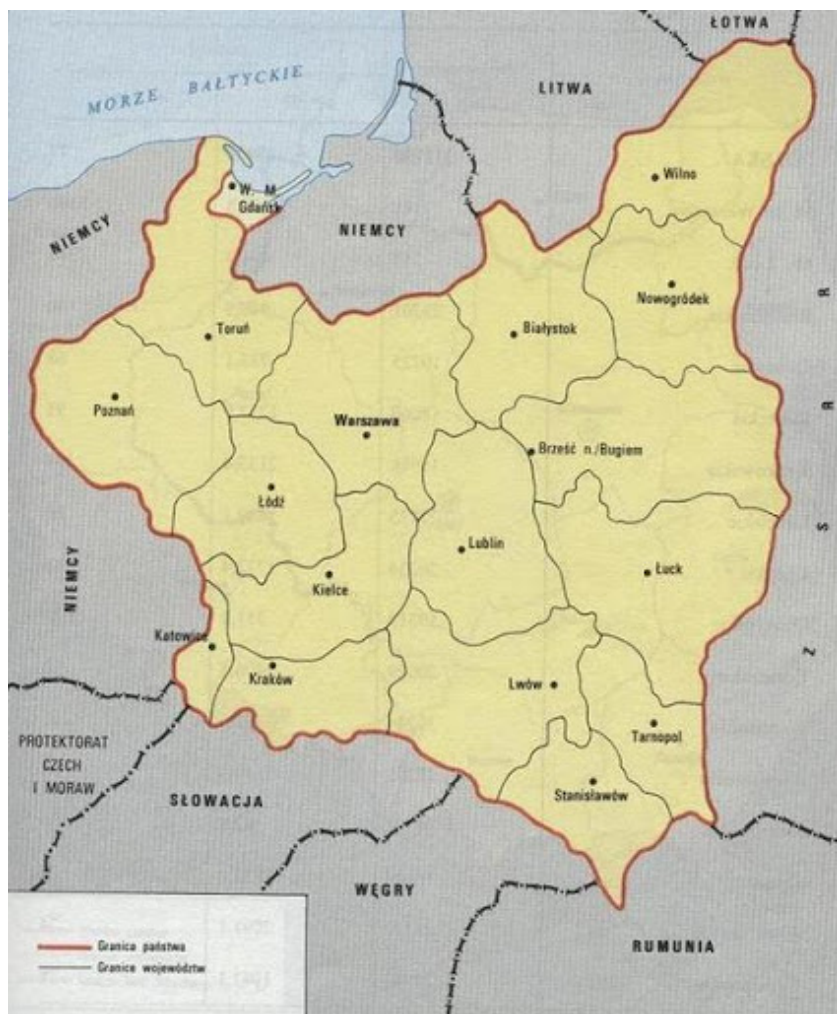 ŁOTWA
MORZE BAŁTYCKIE
LITWA
Wilno
W. M.
Gdańsk
NIEMCY
NIEMCY
Nowogródek
Toruń
Białystok
Z S R R
Poznań
Warszawa
Brześć n./Bugiem
Łódź
Lublin
NIEMCY
Kielce
Łuck
Katowice
Kraków
Lwów
Tarnopol
PROTEKTORAT
CZECH
I MORAW
SŁOWACJA
Stanisławów
WĘGRY
RUMUNIA
Granica państwa
Granice województw